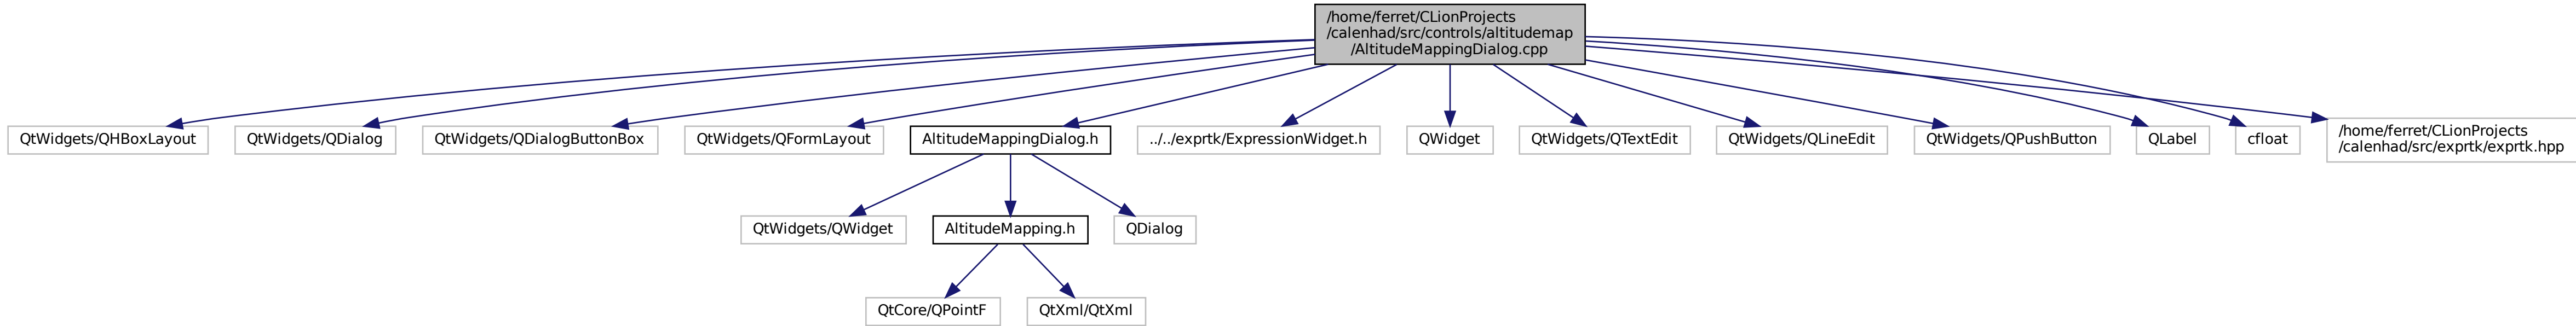 /home/ferret/CLionProjects
/calenhad/src/controls/altitudemap
/AltitudeMappingDialog.cpp
QtWidgets/QHBoxLayout
QtWidgets/QDialog
QtWidgets/QDialogButtonBox
QtWidgets/QFormLayout
AltitudeMappingDialog.h
../../exprtk/ExpressionWidget.h
QWidget
QtWidgets/QTextEdit
QtWidgets/QLineEdit
QtWidgets/QPushButton
QLabel
cfloat
/home/ferret/CLionProjects
/calenhad/src/exprtk/exprtk.hpp
QtWidgets/QWidget
AltitudeMapping.h
QDialog
QtCore/QPointF
QtXml/QtXml